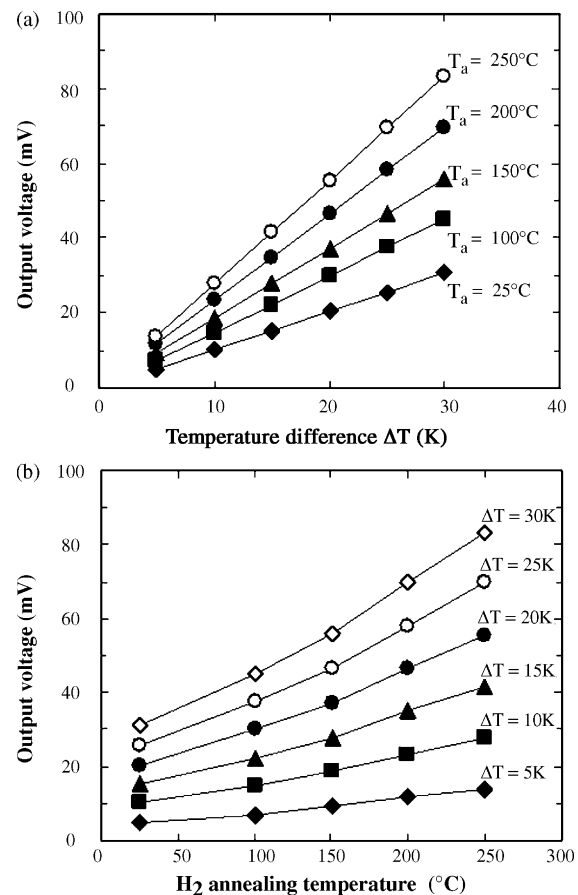 (a)
100
80
60
40
20
0
Output voltage (mV)
Ta = 250°C
Ta = 200°C
Ta = 150°C
Ta = 100°C
Ta = 25°C
0 10 20 30 40
Temperature difference ΔT (K)
(b)
100
80
60
40
20
0
Output voltage (mV)
ΔT = 30K
ΔT = 25K
ΔT = 20K
ΔT = 15K
ΔT = 10K
ΔT = 5K
0 50 100 150 200 250 300
H2 annealing temperature (°C)